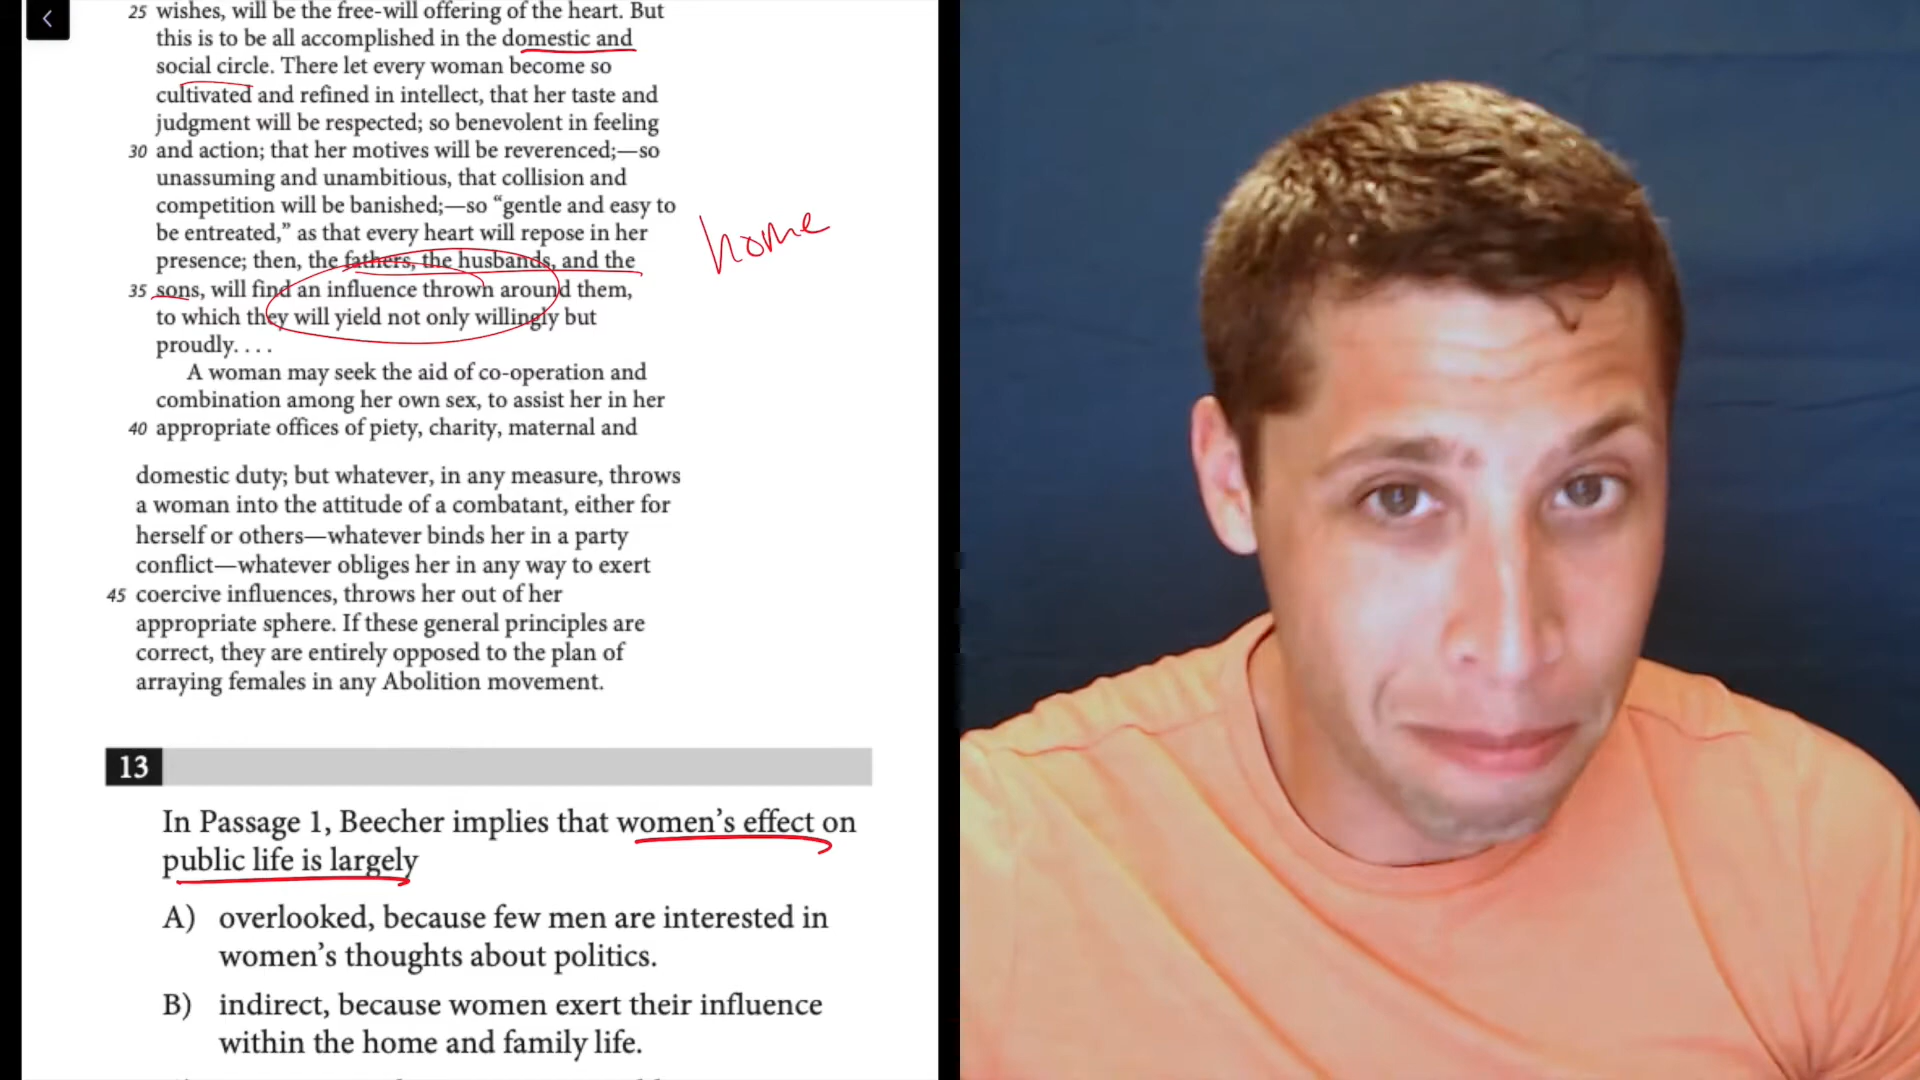 25 wishes, will be the free-will offering of the heart. But
this is to be all accomplished in the domestic and
social circle. There let every woman become so
cultivated and refined in intellect, that her taste and
judgment will be respected; so benevolent in feeling
30 and action; that her motives will be reverenced;—so
unassuming and unambitious, that collision and
competition will be banished;—so “gentle and easy to
be entreated,” as that every heart will repose in her
presence; then, the fathers, the husbands, and the
35 sons, will find an influence thrown around them,
to which they will yield not only willingly but
proudly. . . .
home
A woman may seek the aid of co-operation and
combination among her own sex, to assist her in her
40 appropriate offices of piety, charity, maternal and
domestic duty; but whatever, in any measure, throws
a woman into the attitude of a combatant, either for
herself or others—whatever binds her in a party
conflict—whatever obliges her in any way to exert
45 coercive influences, throws her out of her
appropriate sphere. If these general principles are
correct, they are entirely opposed to the plan of
arraying females in any Abolition movement.
13
In Passage 1, Beecher implies that women’s effect on
public life is largely
A) overlooked, because few men are interested in
women’s thoughts about politics.
B) indirect, because women exert their influence
within the home and family life.